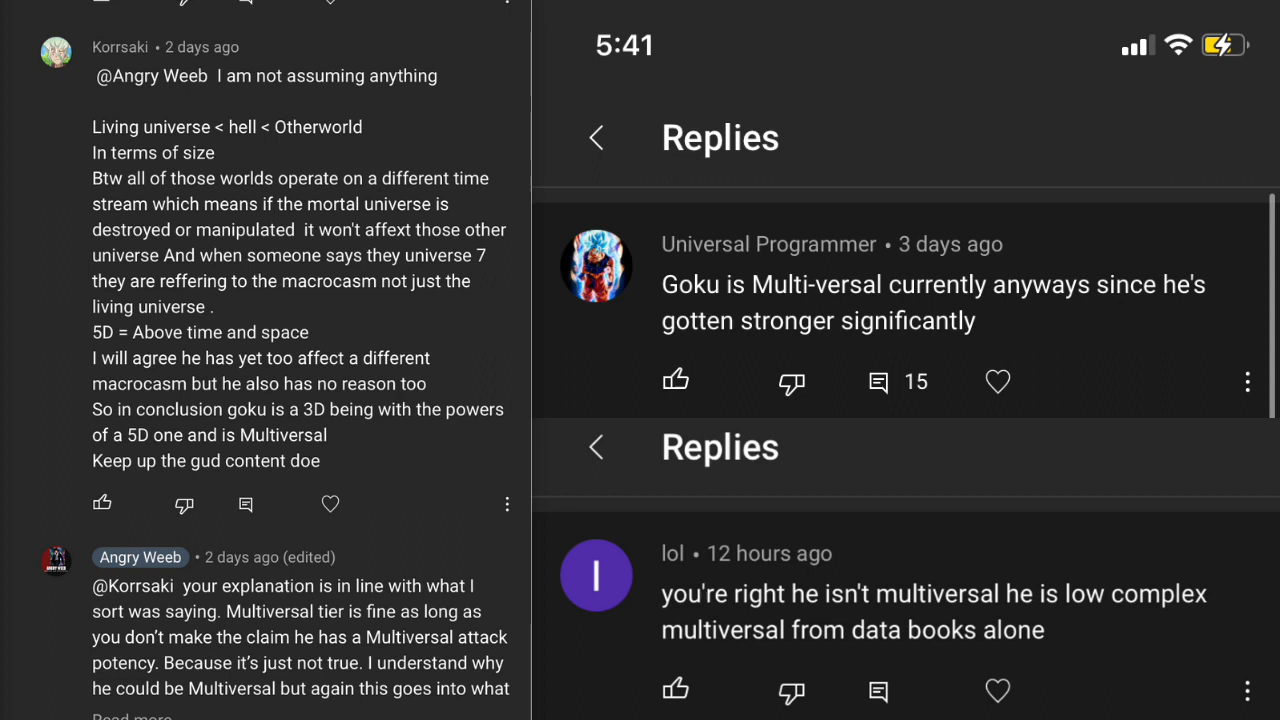 Korrsaki • 2 days ago
@Angry Weeb I am not assuming anything
Living universe < hell < Otherworld
In terms of size
Btw all of those worlds operate on a different time
stream which means if the mortal universe is
destroyed or manipulated it won't affext those other
universe And when someone says they universe 7
they are reffering to the macrocasm not just the
living universe .
5D = Above time and space
I will agree he has yet too affect a different
macrocasm but he also has no reason too
So in conclusion goku is a 3D being with the powers
of a 5D one and is Multiversal
Keep up the gud content doe
Angry Weeb • 2 days ago (edited)
@Korrsaki your explanation is in line with what I
sort was saying. Multiversal tier is fine as long as
you don't make the claim he has a Multiversal attack
potency. Because it's just not true. I understand why
he could be Multiversal but again this goes into what
Read more
5:41
Replies
Universal Programmer • 3 days ago
Goku is Multi-versal currently anyways since he's
gotten stronger significantly
15
Replies
I
lol • 12 hours ago
you're right he isn't multiversal he is low complex
multiversal from data books alone